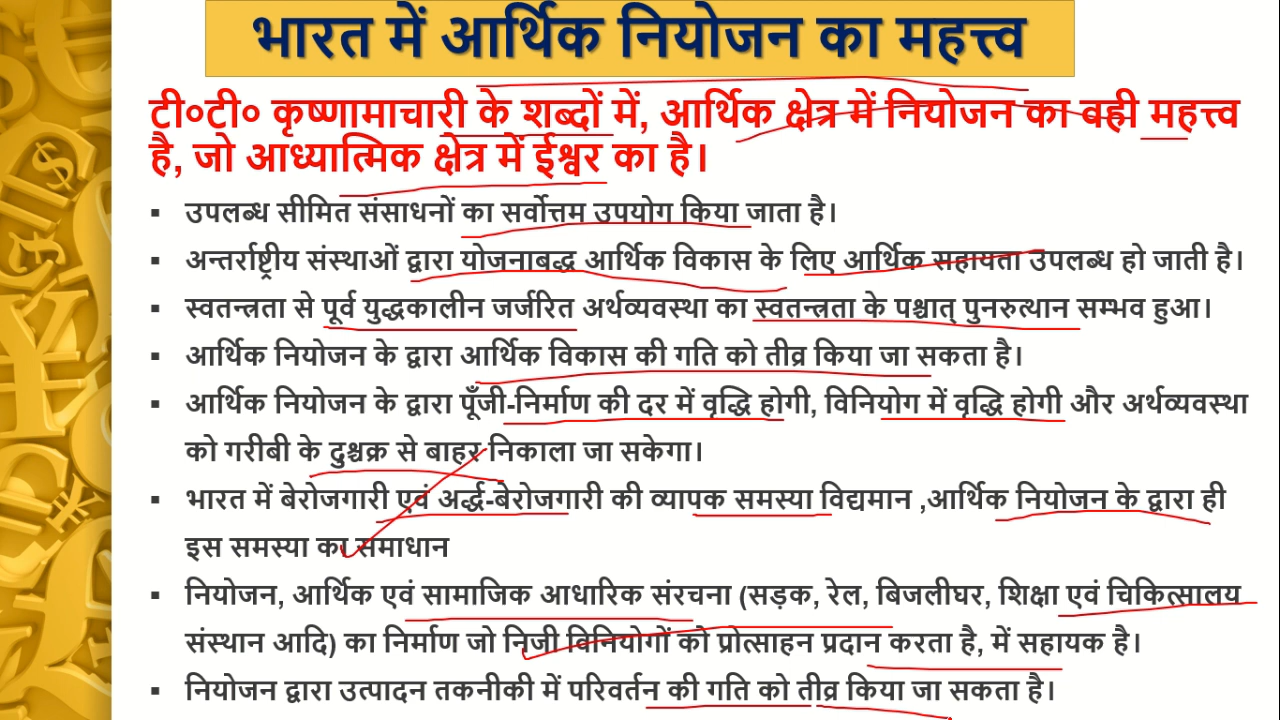 भारत में आर्थिक नियोजन का महत्त्व
टी०टी० कृष्णामाचारी के शब्दों में, आर्थिक क्षेत्र में नियोजन का वही महत्त्व
है, जो आध्यात्मिक क्षेत्र में ईश्वर का है।
▪ उपलब्ध सीमित संसाधनों का सर्वोत्तम उपयोग किया जाता है।
▪ अन्तर्राष्ट्रीय संस्थाओं द्वारा योजनाबद्ध आर्थिक विकास के लिए आर्थिक सहायता उपलब्ध हो जाती है।
▪ स्वतन्त्रता से पूर्व युद्धकालीन जर्जरित अर्थव्यवस्था का स्वतन्त्रता के पश्चात् पुनरुत्थान सम्भव हुआ।
▪ आर्थिक नियोजन के द्वारा आर्थिक विकास की गति को तीव्र किया जा सकता है।
▪ आर्थिक नियोजन के द्वारा पूँजी-निर्माण की दर में वृद्धि होगी, विनियोग में वृद्धि होगी और अर्थव्यवस्था
को गरीबी के दुश्चक्र से बाहर निकाला जा सकेगा।
▪ भारत में बेरोजगारी एवं अर्द्ध-बेरोजगारी की व्यापक समस्या विद्यमान ,आर्थिक नियोजन के द्वारा ही
इस समस्या का समाधान
▪ नियोजन, आर्थिक एवं सामाजिक आधारिक संरचना (सड़क, रेल, बिजलीघर, शिक्षा एवं चिकित्सालय
संस्थान आदि) का निर्माण जो निजी विनियोगों को प्रोत्साहन प्रदान करता है, में सहायक है।
▪ नियोजन द्वारा उत्पादन तकनीकी में परिवर्तन की गति को तीव्र किया जा सकता है।